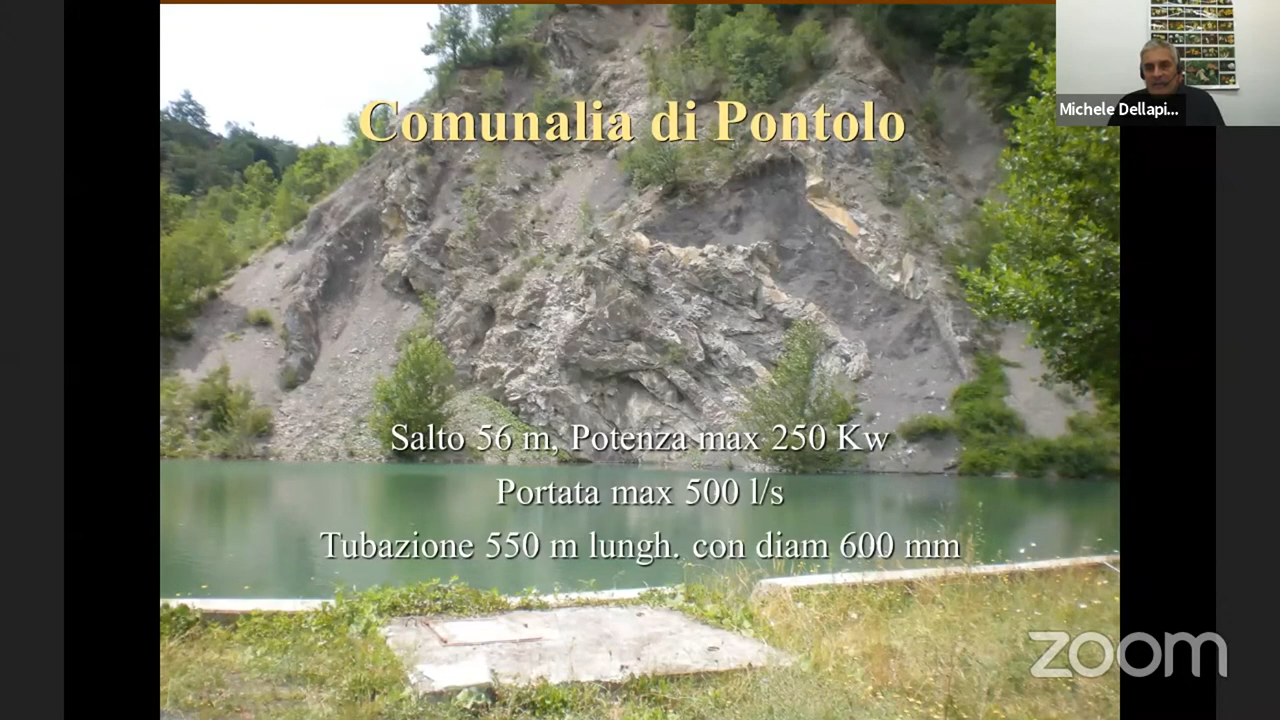 Comunalia di Pontolo
Michele Dellapi...
Salto 56 m, Potenza max 250 Kw
Portata max 500 l/s
Tubazione 550 m lungh. con diam 600 mm
zoom